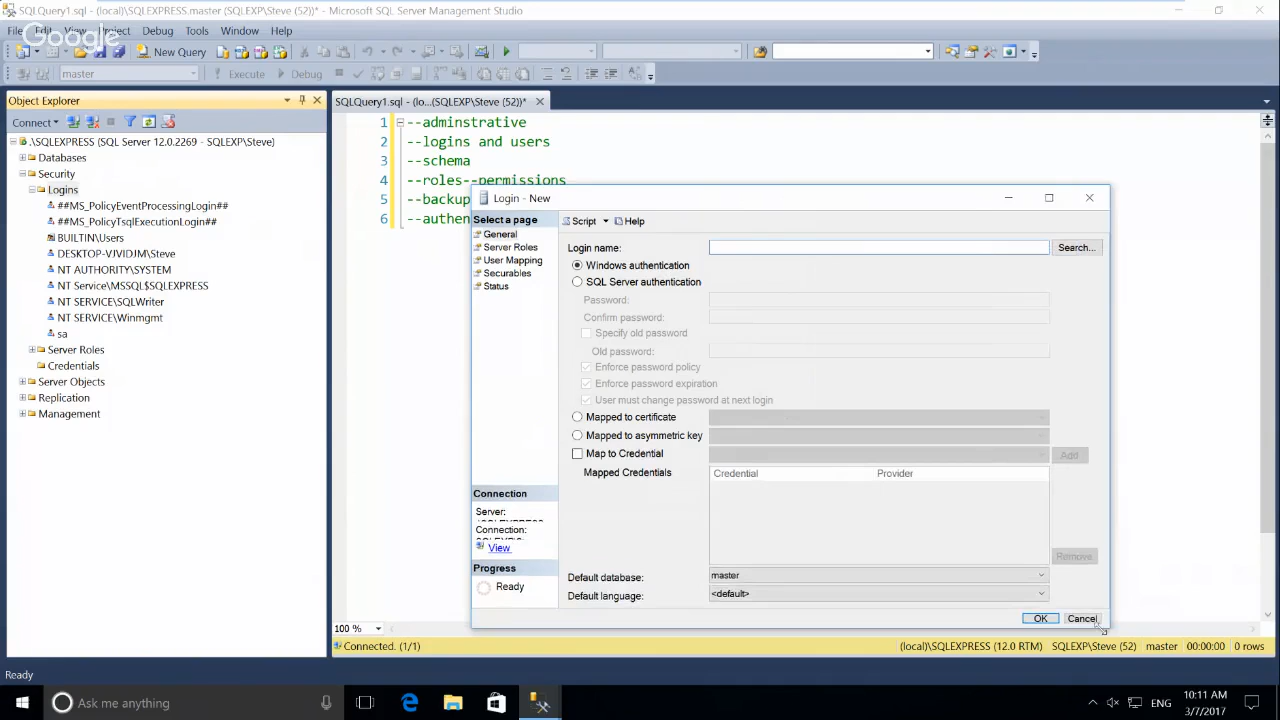 SQLQuery1.sql - (local)\SQLEXPRESS.master (SQLEXP\Steve (52))* - Microsoft SQL Server Management Studio
File Edit View Project Debug Tools Window Help
Google
New Query
master
Execute
Debug
Object Explorer
Connect
.\SQLEXPRESS (SQL Server 12.0.2269 - SQLEXP\Steve)
Databases
Security
Logins
##MS_PolicyEventProcessingLogin##
##MS_PolicyTsqlExecutionLogin##
BUILTIN\Users
DESKTOP-VJVIDJM\Steve
NT AUTHORITY\SYSTEM
NT Service\MSSQL$SQLEXPRESS
NT SERVICE\SQLWriter
NT SERVICE\Winmgmt
sa
Server Roles
Credentials
Server Objects
Replication
Management
SQLQuery1.sql - (lo...(SQLEXP\Steve (52))*
1 --adminstrative
2 --logins and users
3 --schema
4 --roles--permissions
5 --backup
6 --authen
Login - New
Select a page
General
Server Roles
User Mapping
Securables
Status
Connection
Server:
Connection:
View
Progress
Ready
Script Help
Login name: Search...
Windows authentication
SQL Server authentication
Password:
Confirm password:
Specify old password
Old password:
Enforce password policy
Enforce password expiration
User must change password at next login
Mapped to certificate
Mapped to asymmetric key
Map to Credential Add
Mapped Credentials Credential Provider
Remove
Default database: master
Default language: <default>
OK Cancel
100 %
Connected. (1/1) (local)\SQLEXPRESS (12.0 RTM) SQLEXP\Steve (52) master 00:00:00 0 rows
Ready
Ask me anything
ENG
10:11 AM
3/7/2017